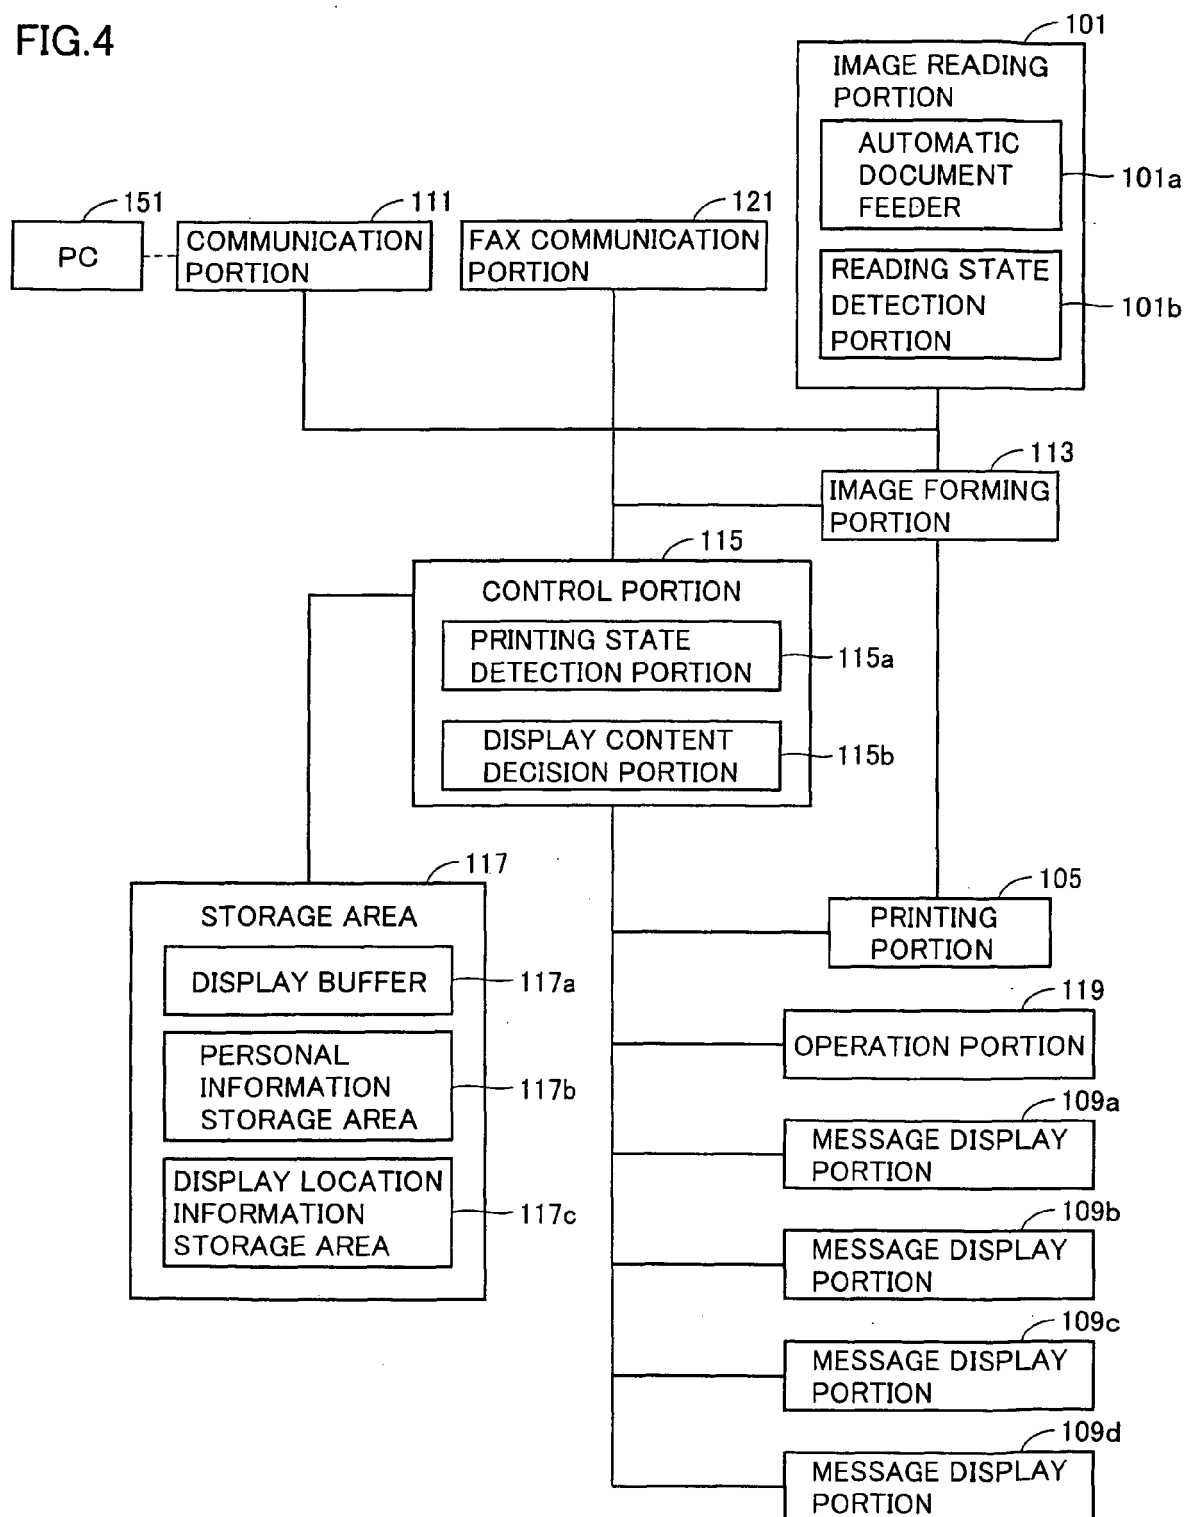 FIG.4
101
IMAGE READING
PORTION
AUTOMATIC
DOCUMENT
FEEDER
101a
READING STATE
DETECTION
PORTION
101b
151
PC
111
COMMUNICATION
PORTION
121
FAX COMMUNICATION
PORTION
113
IMAGE FORMING
PORTION
115
CONTROL PORTION
PRINTING STATE
DETECTION PORTION
115a
DISPLAY CONTENT
DECISION PORTION
115b
117
STORAGE AREA
DISPLAY BUFFER
117a
PERSONAL
INFORMATION
STORAGE AREA
117b
DISPLAY LOCATION
INFORMATION
STORAGE AREA
117c
105
PRINTING
PORTION
119
OPERATION PORTION
109a
MESSAGE DISPLAY
PORTION
109b
MESSAGE DISPLAY
PORTION
109c
MESSAGE DISPLAY
PORTION
109d
MESSAGE DISPLAY
PORTION